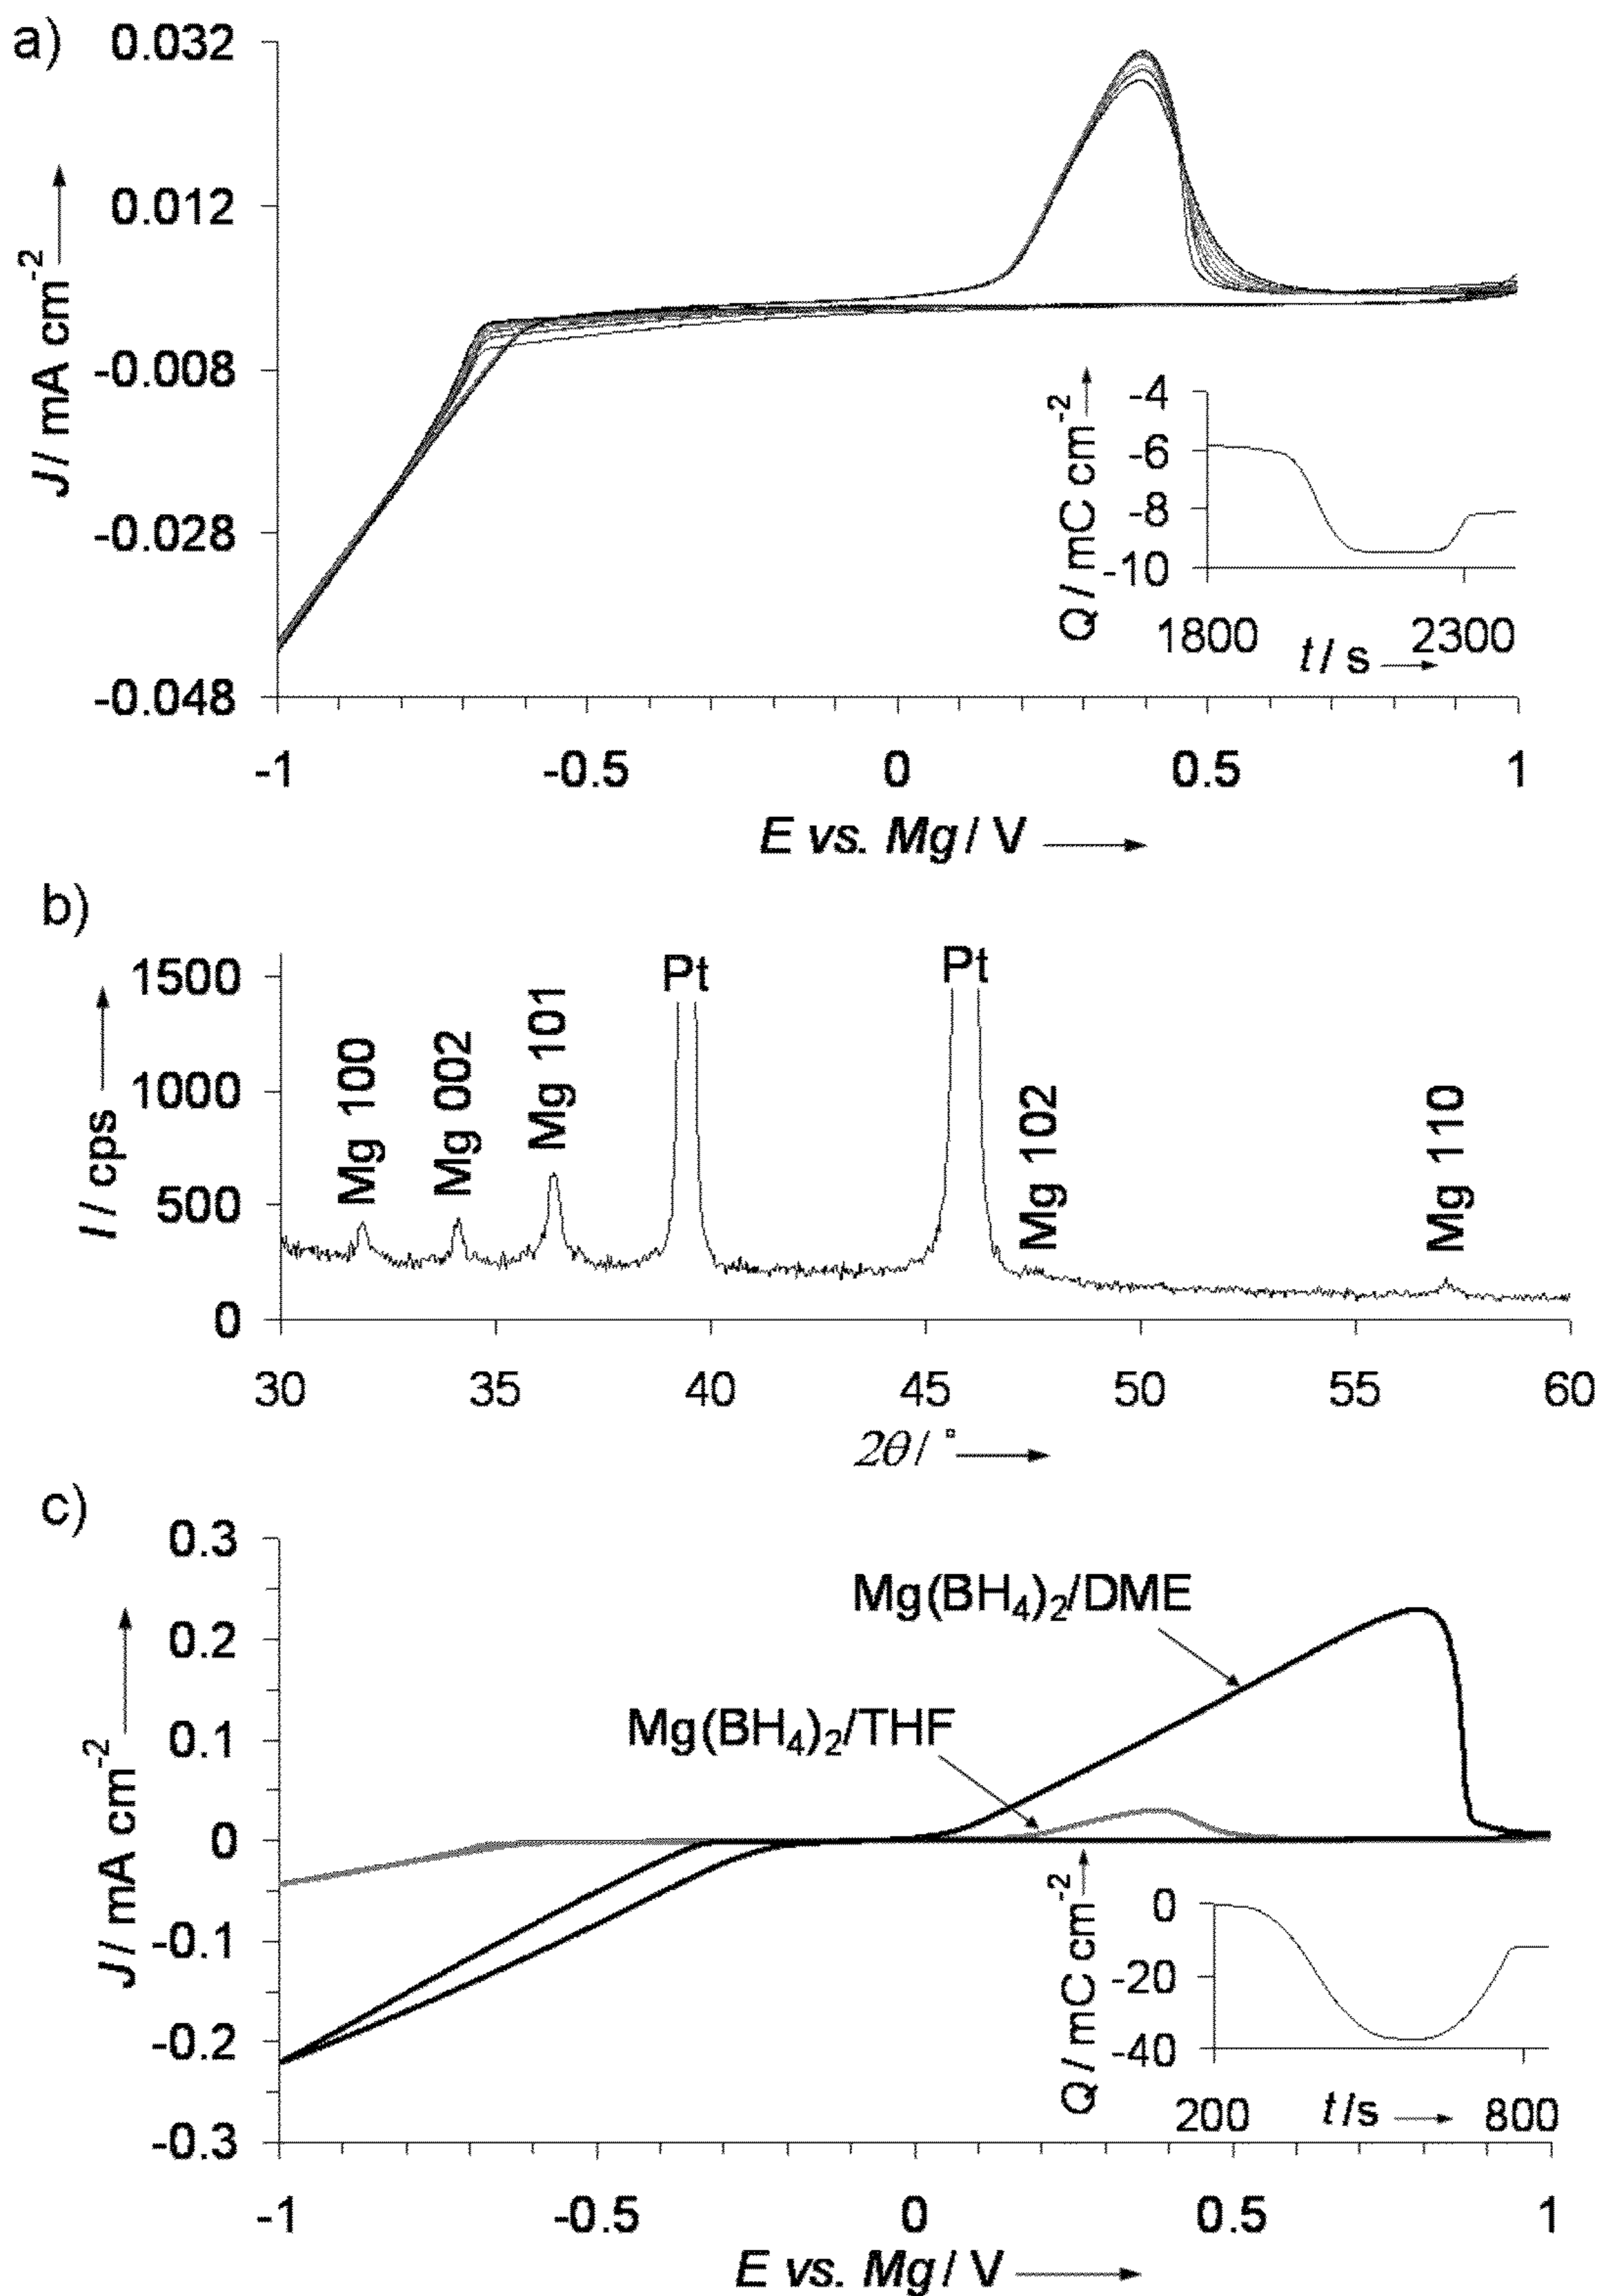 a)
0.032
0.012
-0.008
-0.028
-0.048
J / mA cm⁻²
-1 -0.5 0 0.5 1
E vs. Mg / V
Q / mC cm⁻²
-4
-6
-8
-10
1800 2300
t / s
b)
1500
1000
500
0
I / cps
Mg 100
Mg 002
Mg 101
Pt
Pt
Mg 102
Mg 110
30 35 40 45 50 55 60
2θ / °
c)
0.3
0.2
0.1
0
-0.1
-0.2
-0.3
J / mA cm⁻²
Mg(BH₄)₂/DME
Mg(BH₄)₂/THF
Q / mC cm⁻²
0
-20
-40
200 800
t /s
-1 -0.5 0 0.5 1
E vs. Mg / V